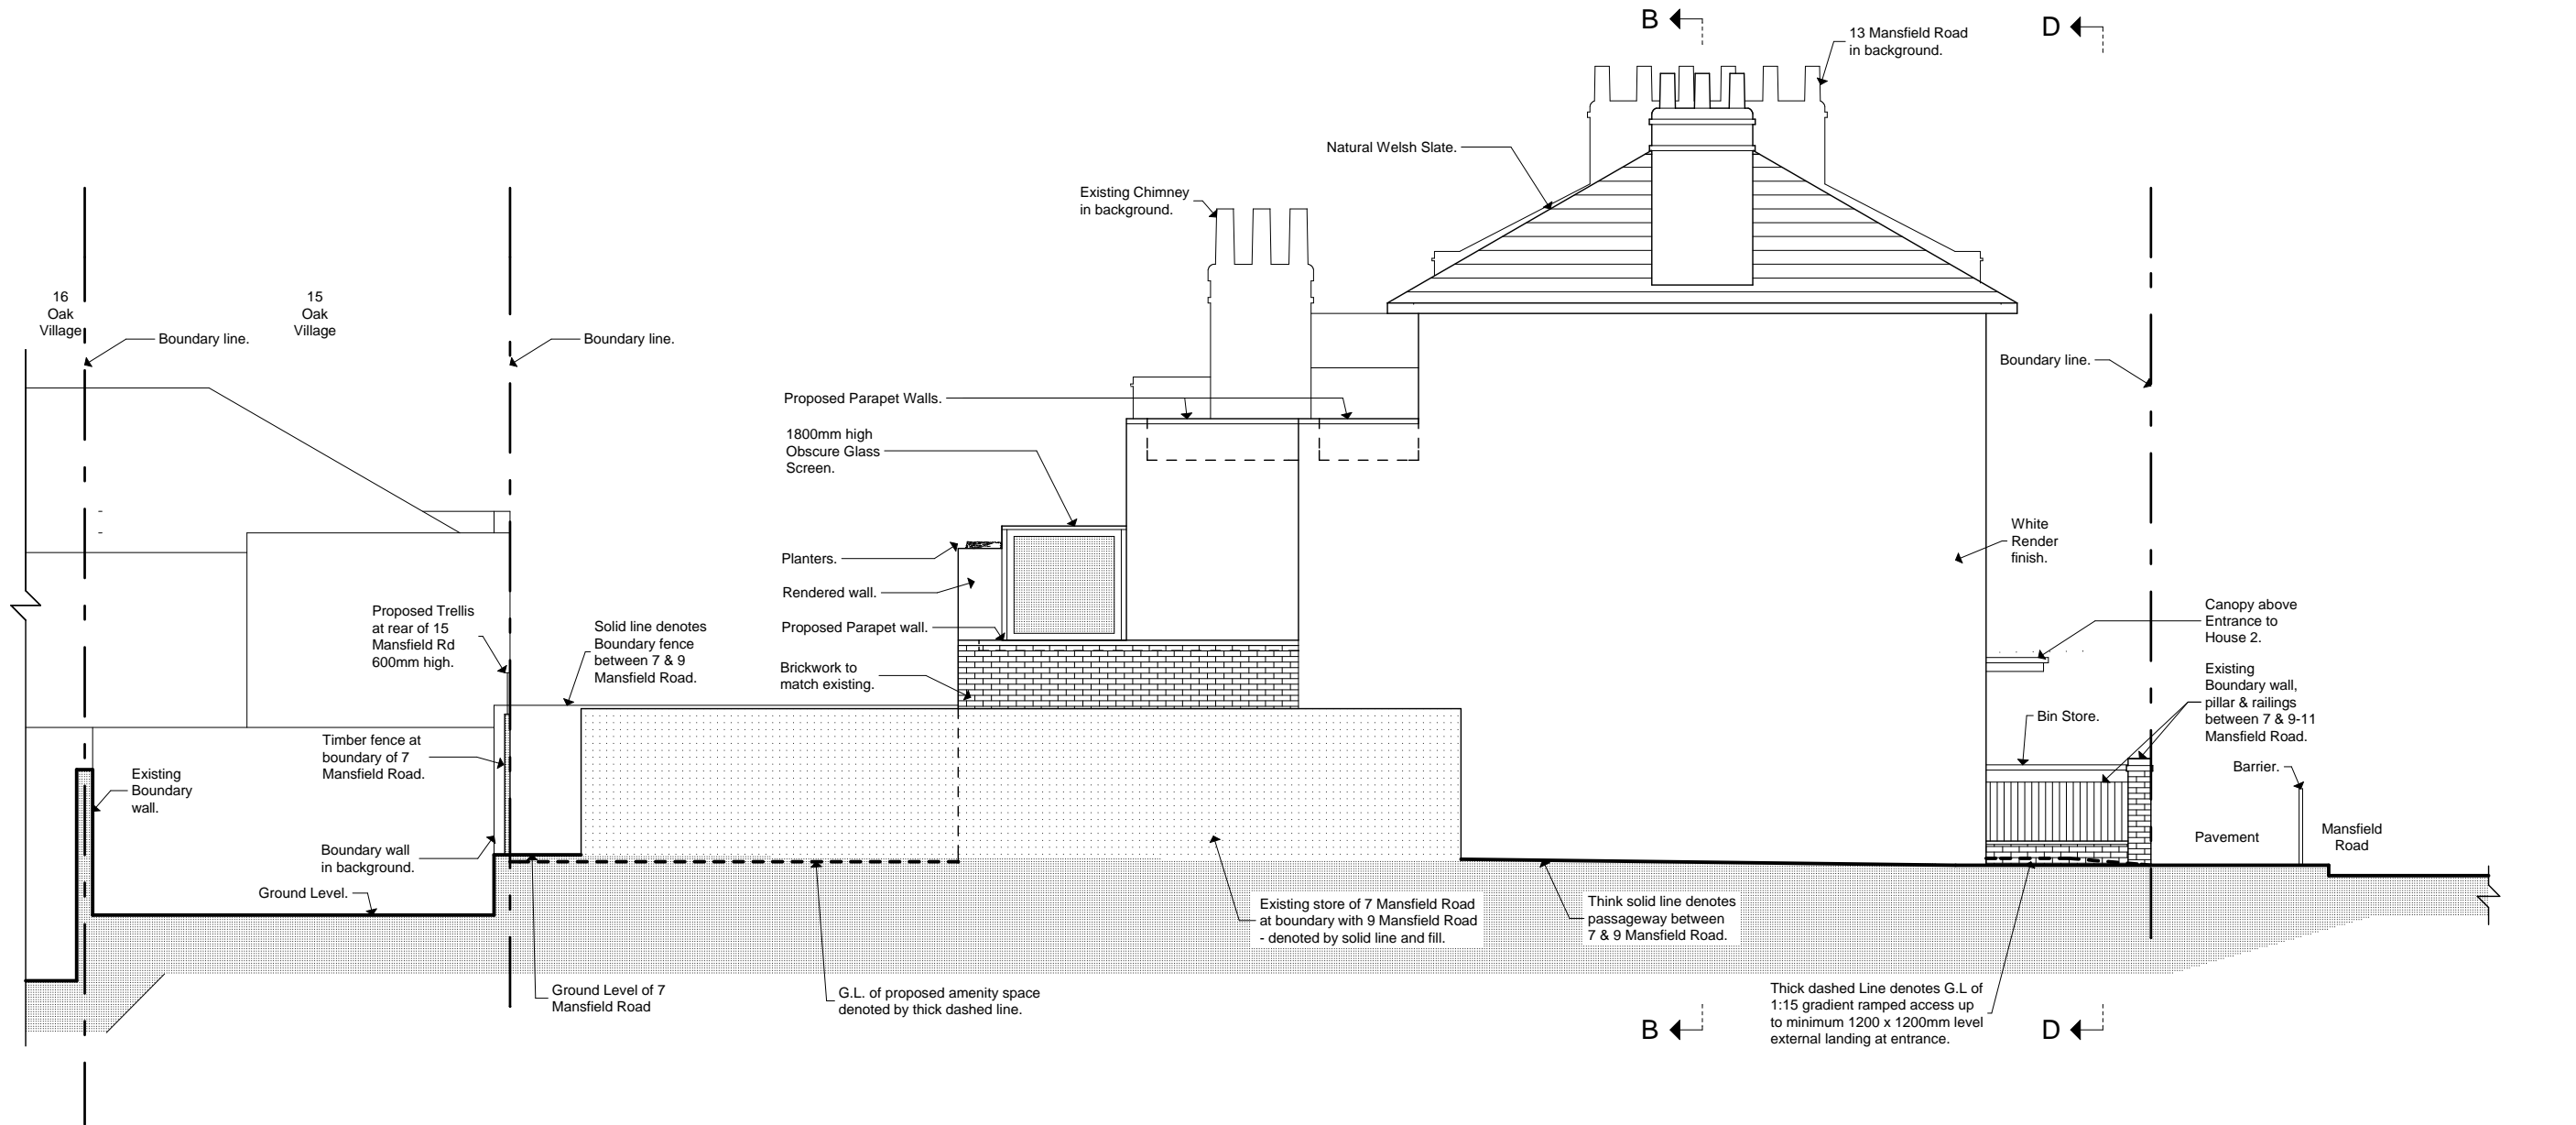 B
D
13 Mansfield Road
in background.
Natural Welsh Slate.
Existing Chimney
in background.
16
Oak
Village
15
Oak
Village
Boundary line.
Boundary line.
Boundary line.
Proposed Parapet Walls.
1800mm high
Obscure Glass
Screen.
Planters.
Rendered wall.
Proposed Parapet wall.
Brickwork to
match existing.
White
Render
finish.
Proposed Trellis
at rear of 15
Mansfield Rd
600mm high.
Solid line denotes
Boundary fence
between 7 & 9
Mansfield Road.
Canopy above
Entrance to
House 2.
Existing
Boundary wall,
pillar & railings
between 7 & 9-11
Mansfield Road.
Bin Store.
Barrier.
Timber fence at
boundary of 7
Mansfield Road.
Existing
Boundary
wall.
Boundary wall
in background.
Ground Level.
Pavement
Mansfield
Road
Existing store of 7 Mansfield Road
at boundary with 9 Mansfield Road
- denoted by solid line and fill.
Think solid line denotes
passageway between
7 & 9 Mansfield Road.
Ground Level of 7
Mansfield Road
G.L. of proposed amenity space
denoted by thick dashed line.
Thick dashed Line denotes G.L of
1:15 gradient ramped access up
to minimum 1200 x 1200mm level
external landing at entrance.
B
D